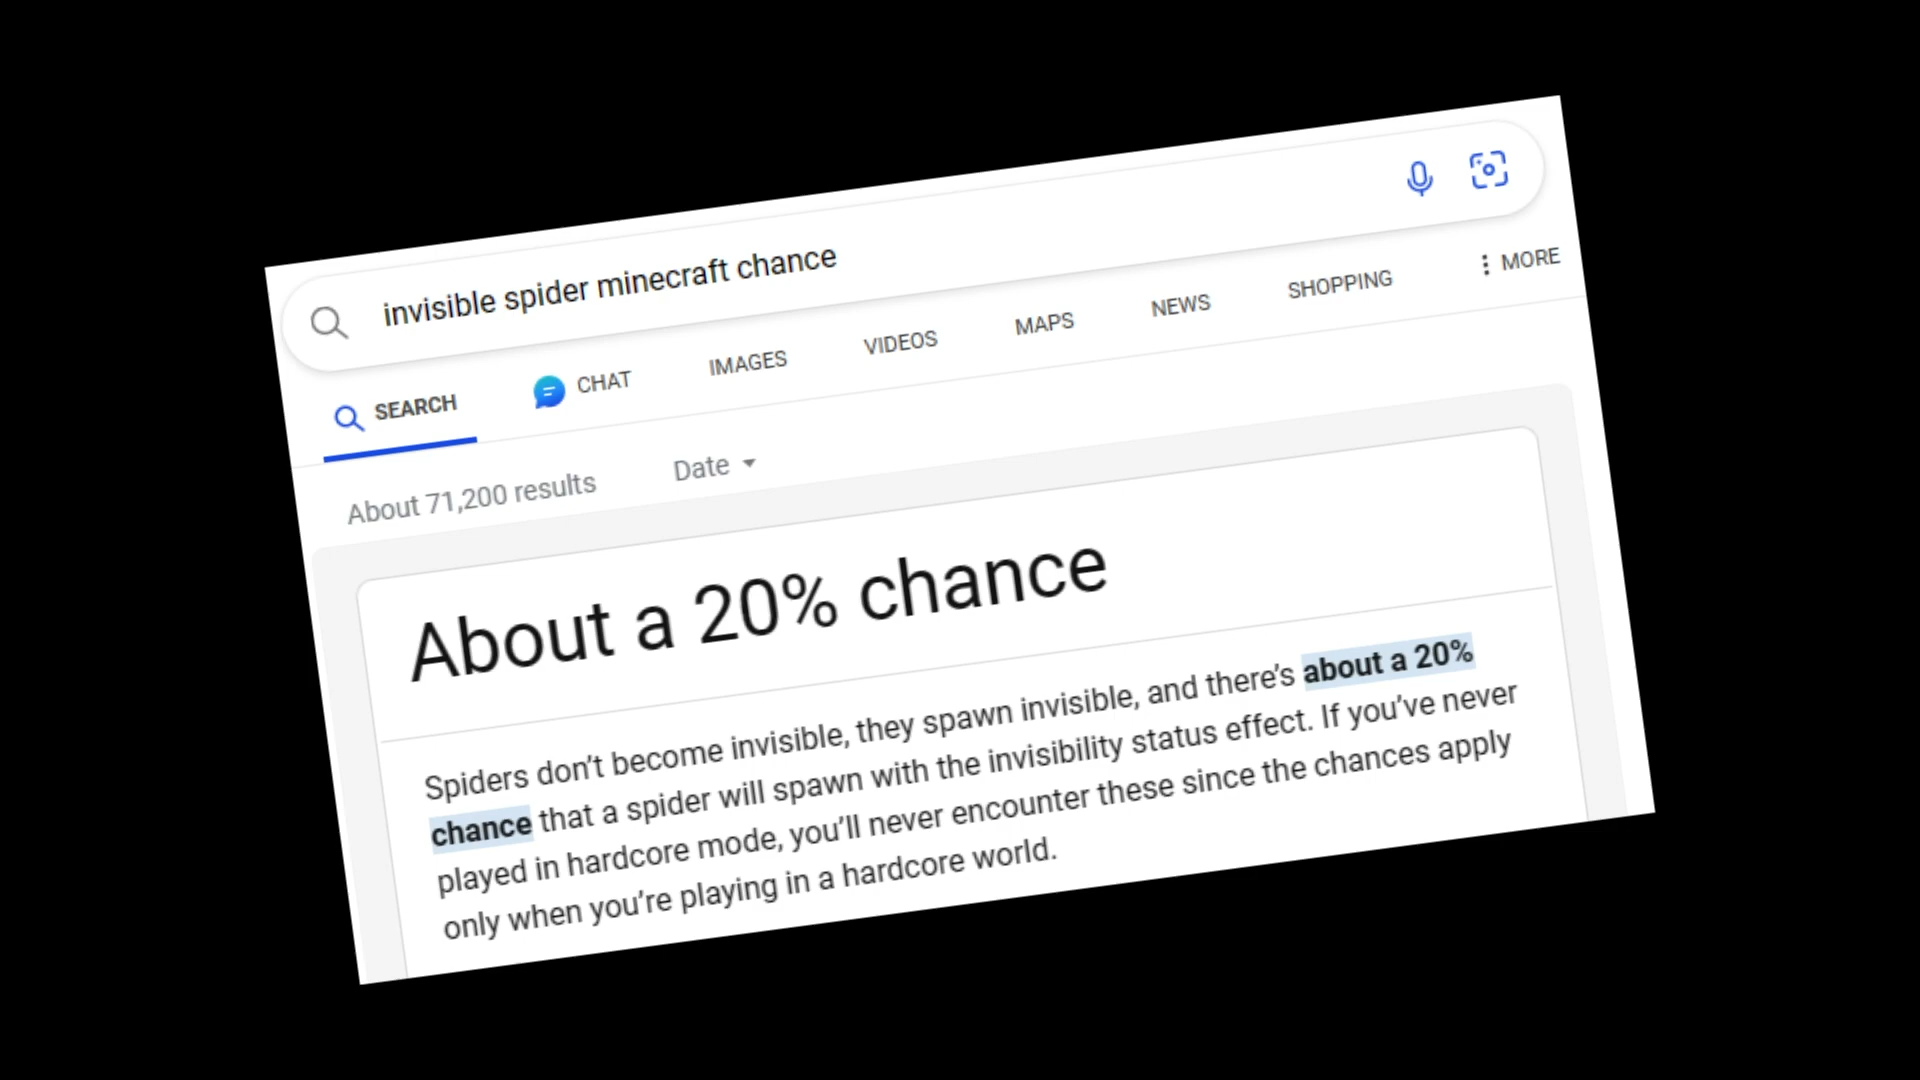 invisible spider minecraft chance
SEARCH CHAT IMAGES VIDEOS MAPS NEWS SHOPPING MORE
About 71,200 results Date
About a 20% chance
Spiders don't become invisible, they spawn invisible, and there's about a 20%
chance that a spider will spawn with the invisibility status effect. If you've never
played in hardcore mode, you'll never encounter these since the chances apply
only when you're playing in a hardcore world.